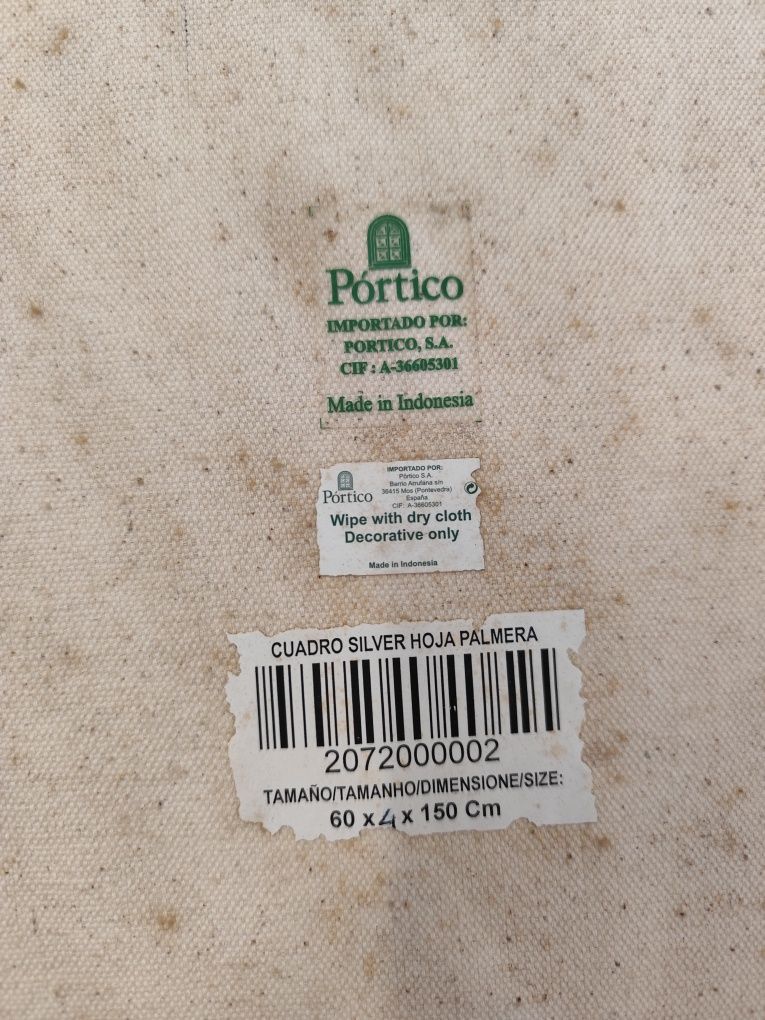 Pórtico
IMPORTADO POR:
PORTICO, S.A.
CIF : A-36605301
Made in Indonesia
Pórtico
IMPORTADO POR:
Pórtico S.A.
Barrio Arrufana s/n
36415 Mos (Pontevedra)
España
CIF: A-36605301
Wipe with dry cloth
Decorative only
Made in Indonesia
CUADRO SILVER HOJA PALMERA
2072000002
TAMAÑO/TAMANHO/DIMENSIONE/SIZE:
60 x 4 x 150 Cm